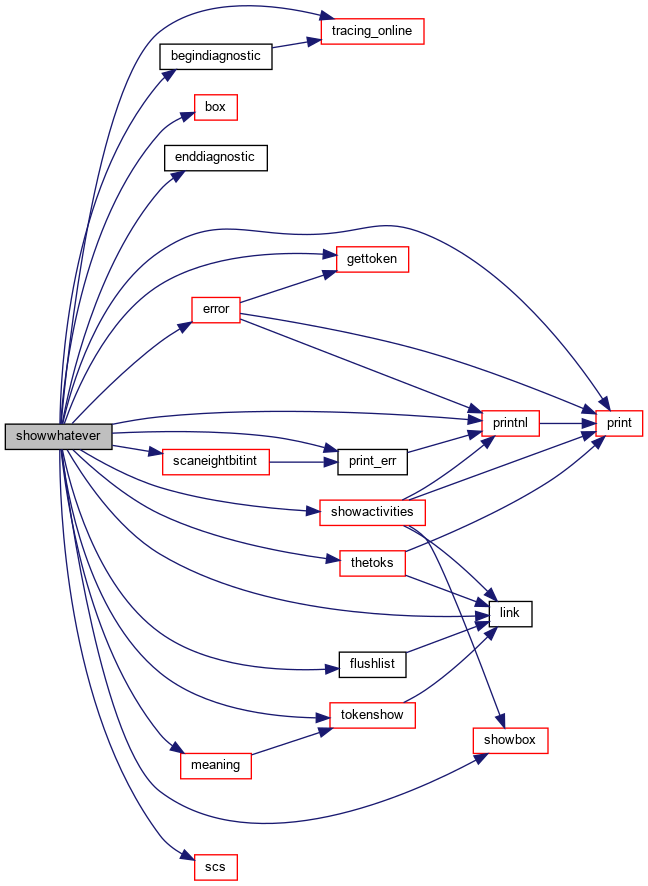 tracing_online
begindiagnostic
box
enddiagnostic
gettoken
error
printnl
print
showwhatever
scaneightbitint
print_err
showactivities
thetoks
link
flushlist
tokenshow
showbox
meaning
scs